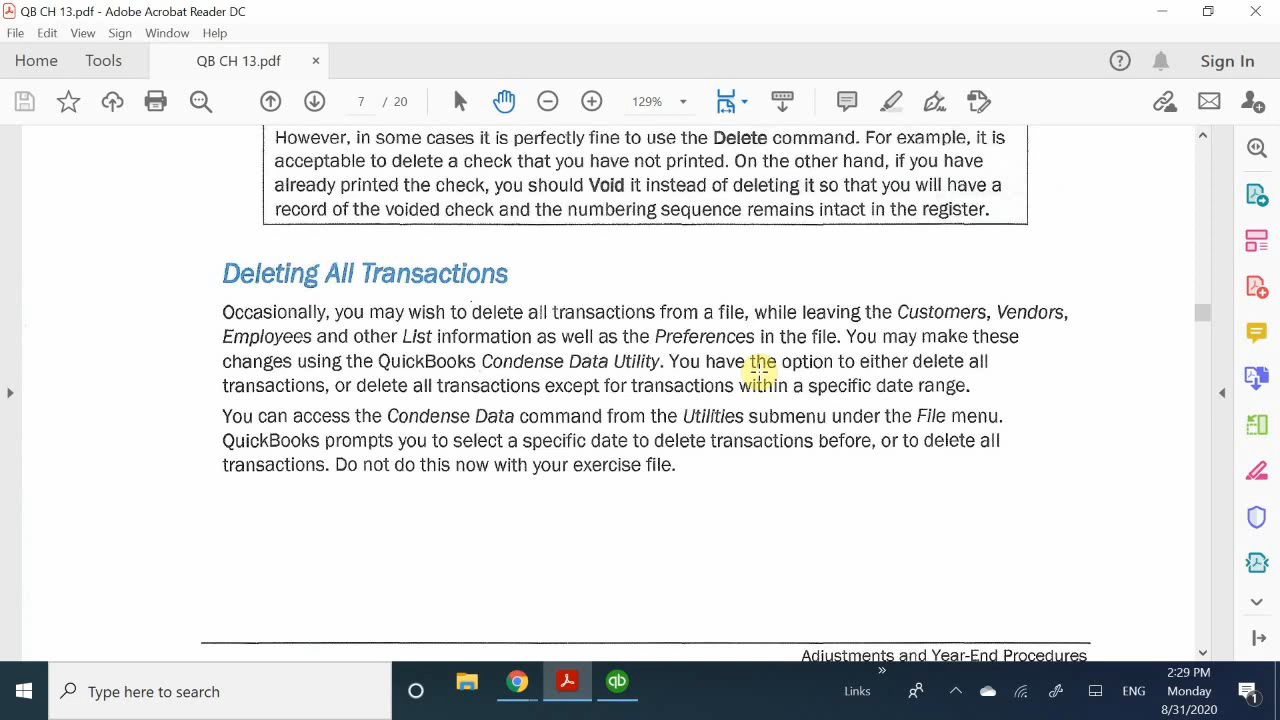 QB CH 13.pdf - Adobe Acrobat Reader DC
File Edit View Sign Window Help
Home Tools QB CH 13.pdf × Sign In
7 / 20 129%
However, in some cases it is perfectly fine to use the Delete command. For example, it is
acceptable to delete a check that you have not printed. On the other hand, if you have
already printed the check, you should Void it instead of deleting it so that you will have a
record of the voided check and the numbering sequence remains intact in the register.
Deleting All Transactions
Occasionally, you may wish to delete all transactions from a file, while leaving the Customers, Vendors,
Employees and other List information as well as the Preferences in the file. You may make these
changes using the QuickBooks Condense Data Utility. You have the option to either delete all
transactions, or delete all transactions except for transactions within a specific date range.
You can access the Condense Data command from the Utilities submenu under the File menu.
QuickBooks prompts you to select a specific date to delete transactions before, or to delete all
transactions. Do not do this now with your exercise file.
Adjustments and Year-End Procedures
Type here to search
qb
Links
»
ENG
2:29 PM
Monday
8/31/2020
1